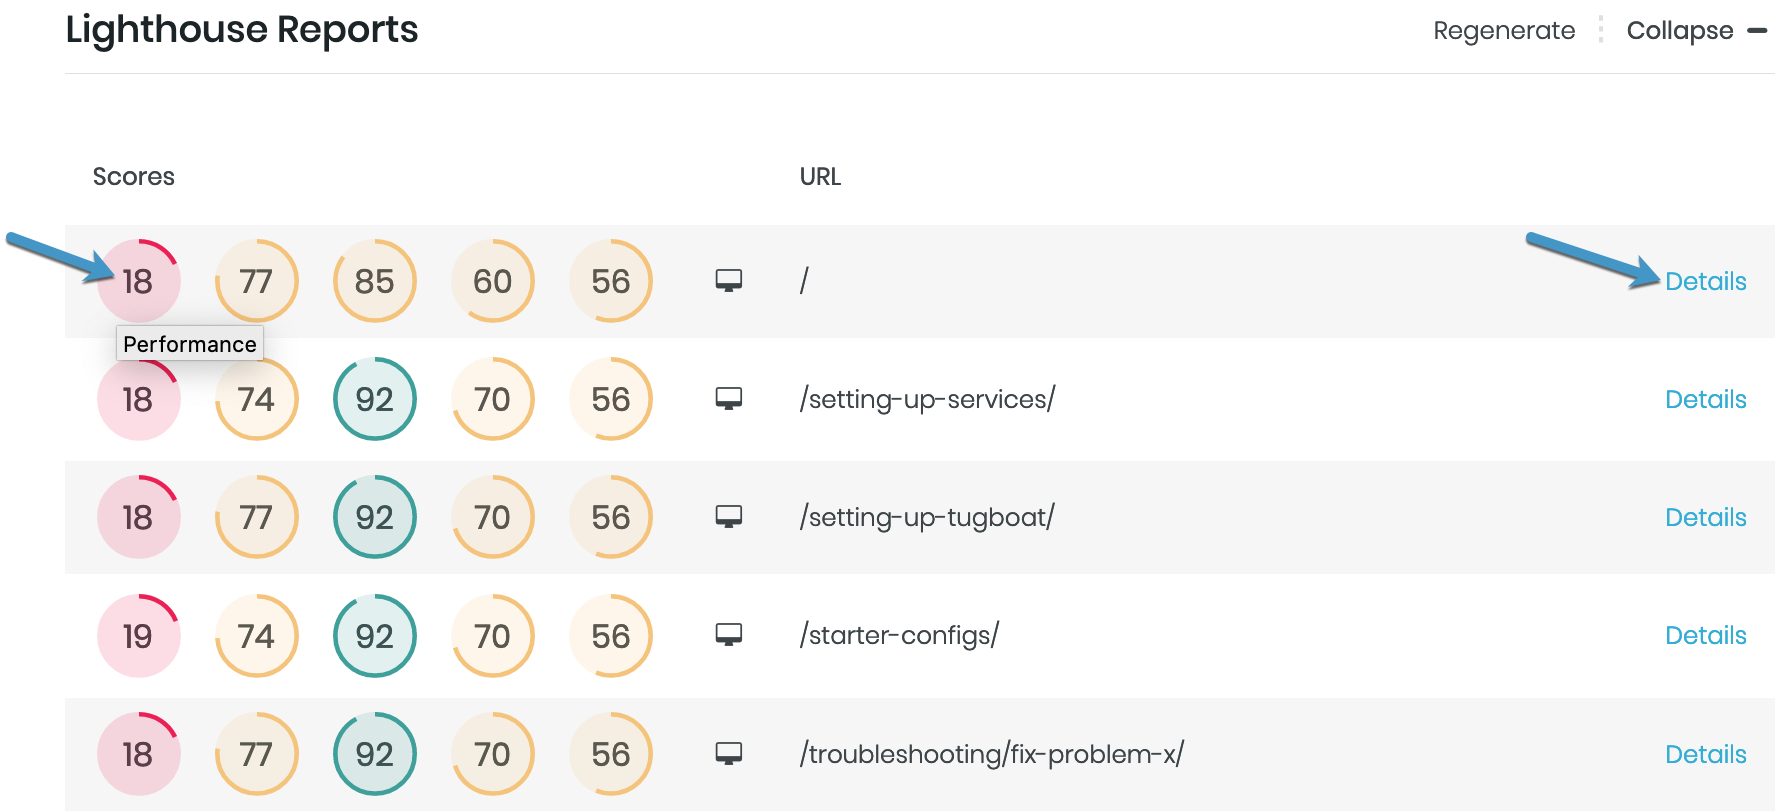 Lighthouse Reports Regenerate Collapse
Scores URL
18 77 85 60 56 / Details
Performance
18 74 92 70 56 /setting-up-services/ Details
18 77 92 70 56 /setting-up-tugboat/ Details
19 74 92 70 56 /starter-configs/ Details
18 77 92 70 56 /troubleshooting/fix-problem-x/ Details